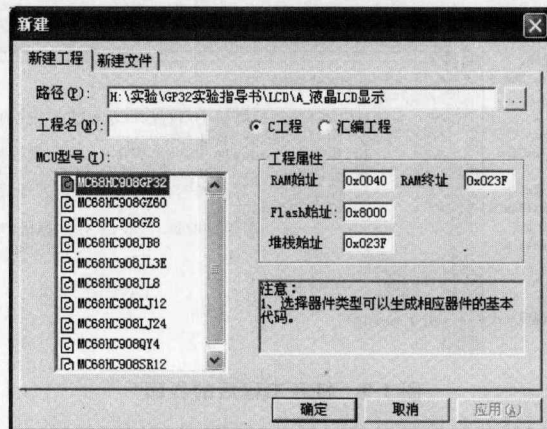 新建
新建工程 新建文件
路径(P): H:\实验\GP32实验指导书\LCD\A_液晶LCD显示 ...
工程名(N): C工程 汇编工程
MCU型号(T):
MC68HC908GP32
MC68HC908GZ60
MC68HC908GZ8
MC68HC908JB8
MC68HC908JL3E
MC68HC908JL8
MC68HC908LJ12
MC68HC908LJ24
MC68HC908QY4
MC68HC908SR12
工程属性
RAM始址 0x0040 RAM终址 0x023F
Flash始址: 0x8000
堆栈始址 0x023F
注意:
1、选择器件类型可以生成相应器件的基本
代码。
确定 取消 应用(A)